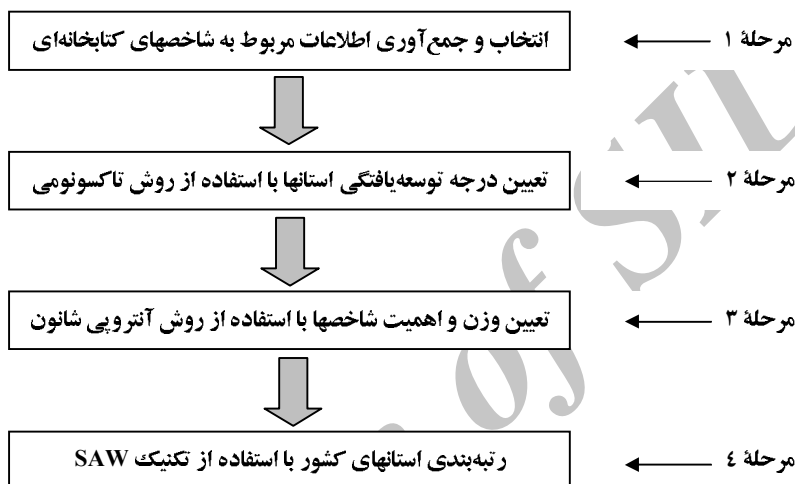 مرحلهٔ ۱ انتخاب و جمع‌آوری اطلاعات مربوط به شاخصهای کتابخانه‌ای
مرحلهٔ ۲ تعیین درجه توسعه‌یافتگی استانها با استفاده از روش تاکسونومی
مرحلهٔ ۳ تعیین وزن و اهمیت شاخصها با استفاده از روش آنتروپی شانون
مرحلهٔ ٤ رتبه‌بندی استانهای کشور با استفاده از تکنیک SAW
of